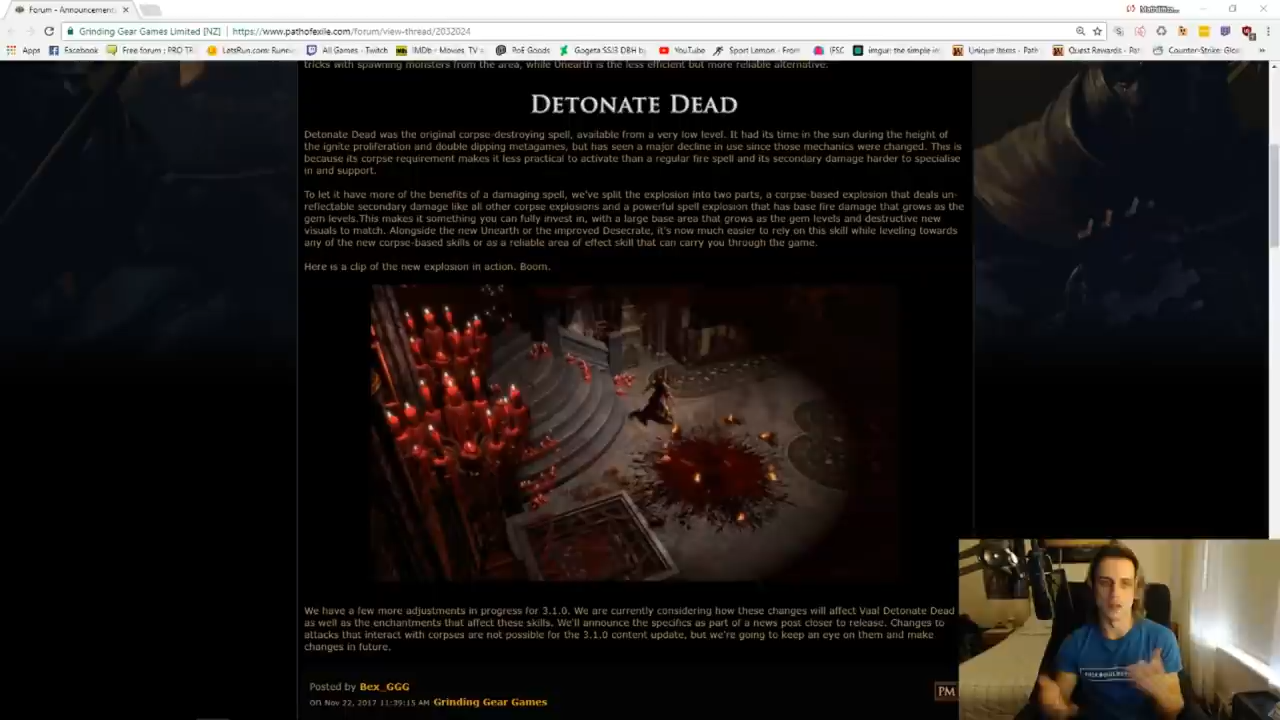 Forum - Announcements
Grinding Gear Games Limited [NZ] | https://www.pathofexile.com/forum/view-thread/2032024
Apps Facebook Free forum : PRO TR LetsRun.com: Runni All Games - Twitch IMDb - Movies, TV PoE Goods Gogeta SSJ3 DBH by YouTube Sport Lemon - From (FSC imgur: the simple im Unique Items - Path Quest Rewards - Pat Counter-Strike: Glo
tricks with spawning monsters from the area, while Unearth is the less efficient but more reliable alternative.
DETONATE DEAD
Detonate Dead was the original corpse-destroying spell, available from a very low level. It had its time in the sun during the height of
the ignite proliferation and double dipping metagames, but has seen a major decline in use since those mechanics were changed. This is
because its corpse requirement makes it less practical to activate than a regular fire spell and its secondary damage harder to specialise
in and support.
To let it have more of the benefits of a damaging spell, we've split the explosion into two parts, a corpse-based explosion that deals un-
reflectable secondary damage like all other corpse explosions and a powerful spell explosion that has base fire damage that grows as the
gem levels.This makes it something you can fully invest in, with a large base area that grows as the gem levels and destructive new
visuals to match. Alongside the new Unearth or the improved Desecrate, it's now much easier to rely on this skill while leveling towards
any of the new corpse-based skills or as a reliable area of effect skill that can carry you through the game.
Here is a clip of the new explosion in action. Boom.
We have a few more adjustments in progress for 3.1.0. We are currently considering how these changes will affect Vaal Detonate Dead
as well as the enchantments that affect these skills. We'll announce the specifics as part of a news post closer to release. Changes to
attacks that interact with corpses are not possible for the 3.1.0 content update, but we're going to keep an eye on them and make
changes in future.
Posted by Bex_GGG
PM
on Nov 22, 2017 11:39:15 AM Grinding Gear Games